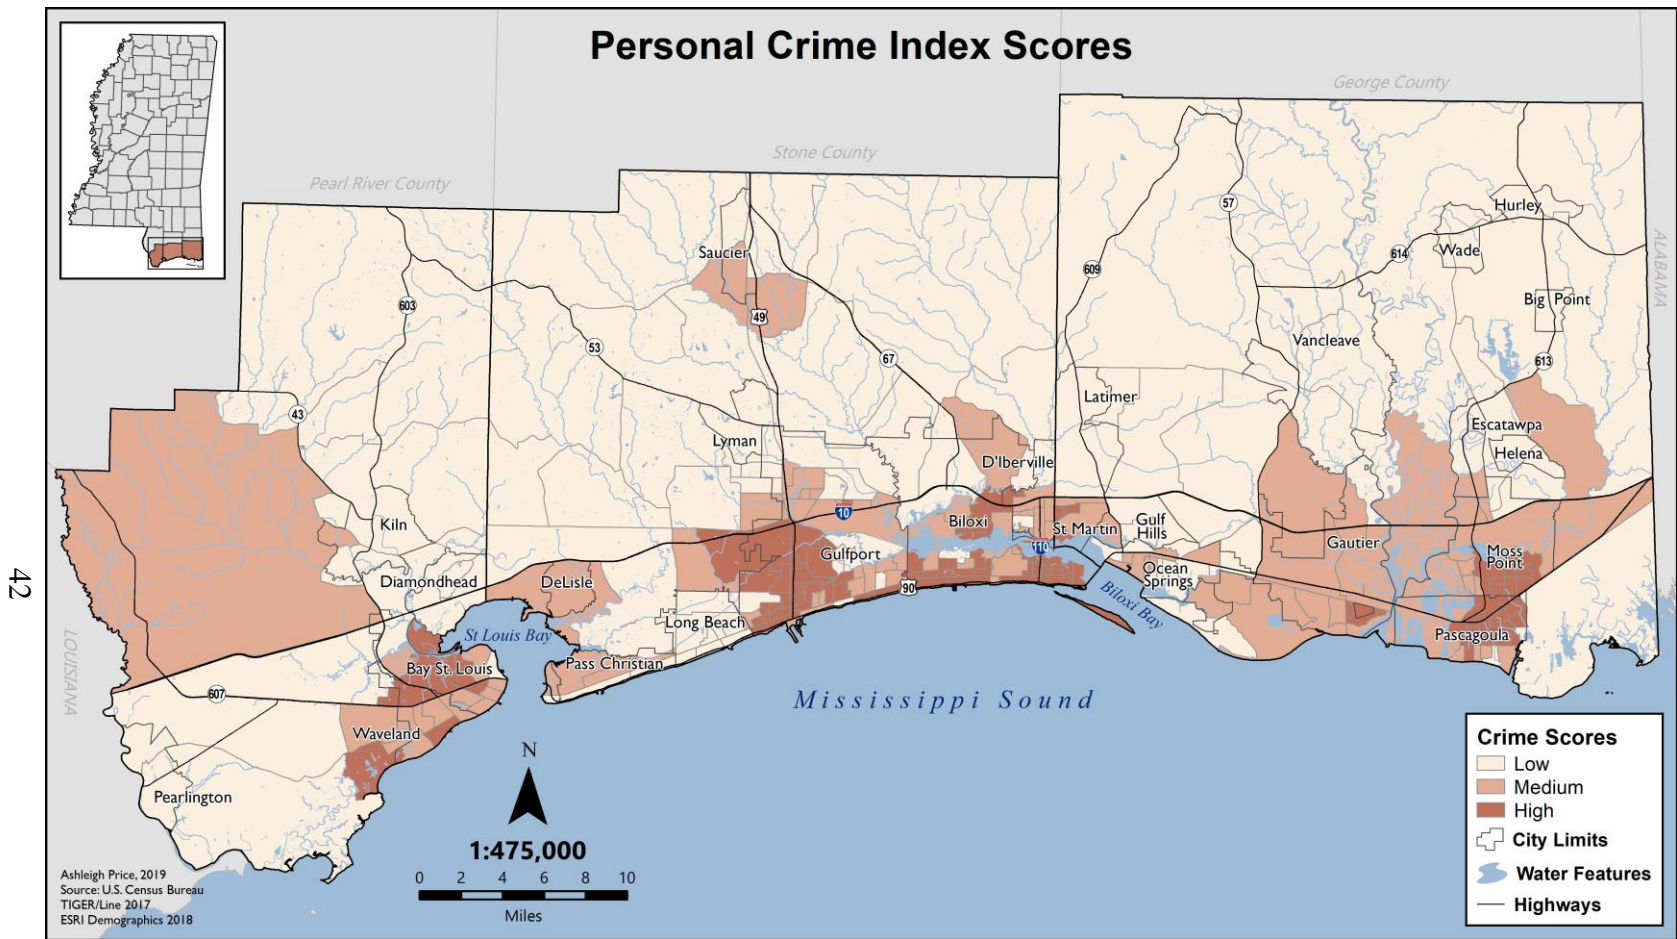 Personal Crime Index Scores
George County
Stone County
Pearl River County
ALABAMA
LOUISIANA
57
Hurley
614
Wade
609
Saucier
603
49
Big Point
53
Vancleave
67
613
43
Latimer
Lyman
Escatawpa
D'Iberville
Helena
10
Kiln
Biloxi
St Martin
Gulf
Hills
110
Gautier
Gulfport
Moss
Point
Diamondhead
DeLisle
Ocean
Springs
90
Biloxi Bay
Long Beach
St Louis Bay
Pascagoula
Pass Christian
Bay St. Louis
607
Mississippi Sound
Waveland
Pearlington
N
1:475,000
0 2 4 6 8 10
Miles
Crime Scores
Low
Medium
High
City Limits
Water Features
Highways
Ashleigh Price, 2019
Source: U.S. Census Bureau
TIGER/Line 2017
ESRI Demographics 2018
42